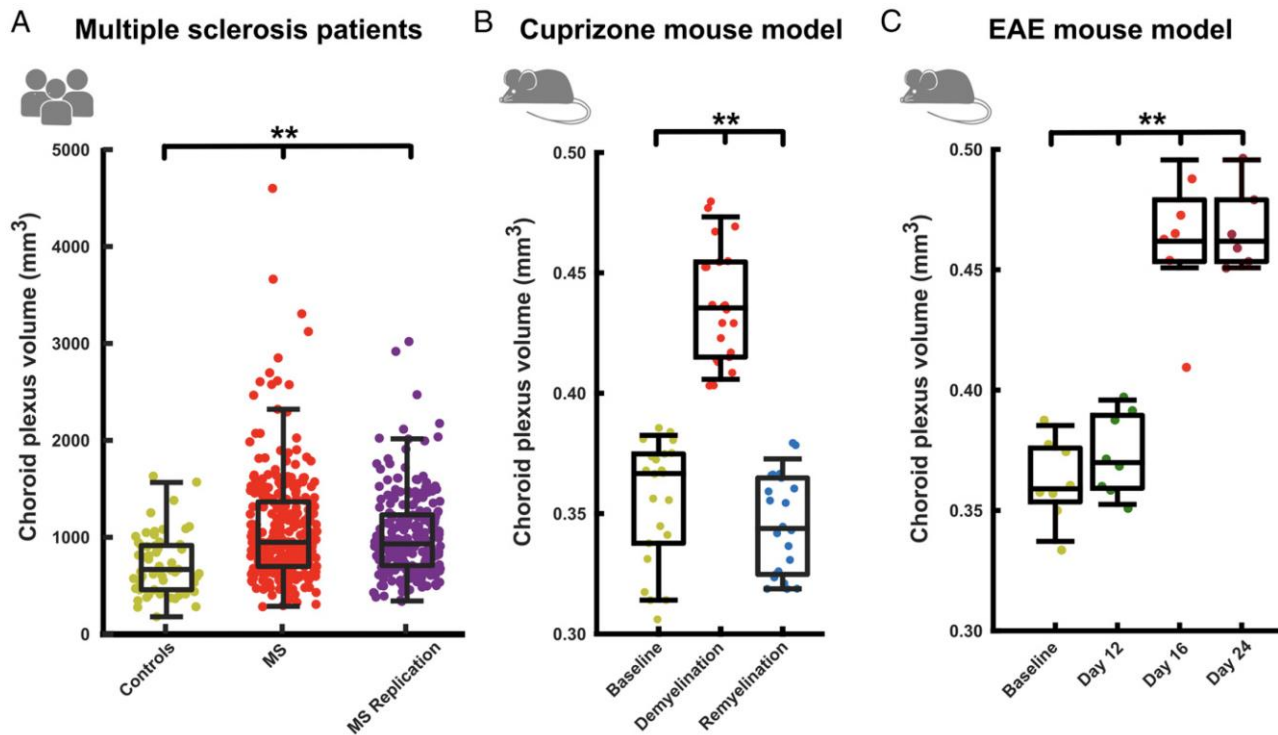 A Multiple sclerosis patients
**
Choroid plexus volume (mm³)
5000
4000
3000
2000
1000
0
Controls
MS
MS Replication
B Cuprizone mouse model
**
Choroid plexus volume (mm³)
0.50
0.45
0.40
0.35
0.30
Baseline
Demyelination
Remyelination
C EAE mouse model
**
Choroid plexus volume (mm³)
0.50
0.45
0.40
0.35
0.30
Baseline
Day 12
Day 16
Day 24